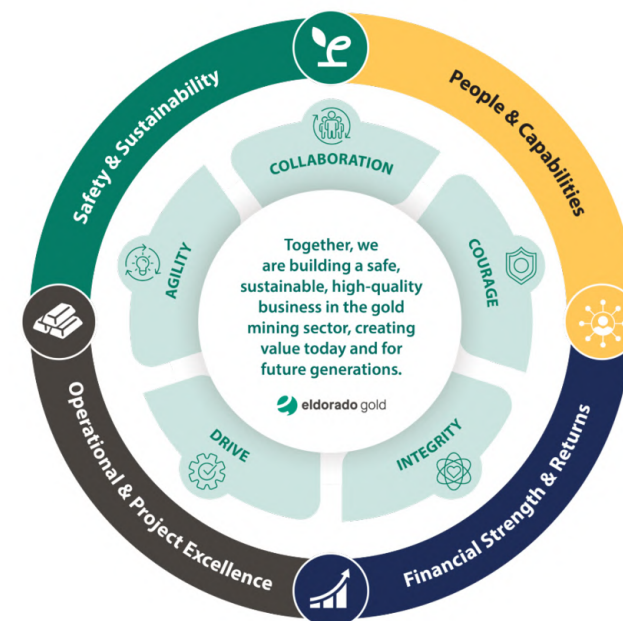 Safety & Sustainability
People & Capabilities
COLLABORATION
AGILITY
COURAGE
Together, we
are building a safe,
sustainable, high-quality
business in the gold
mining sector, creating
value today and for
future generations.
eldorado gold
DRIVE
INTEGRITY
Operational & Project Excellence
Financial Strength & Returns